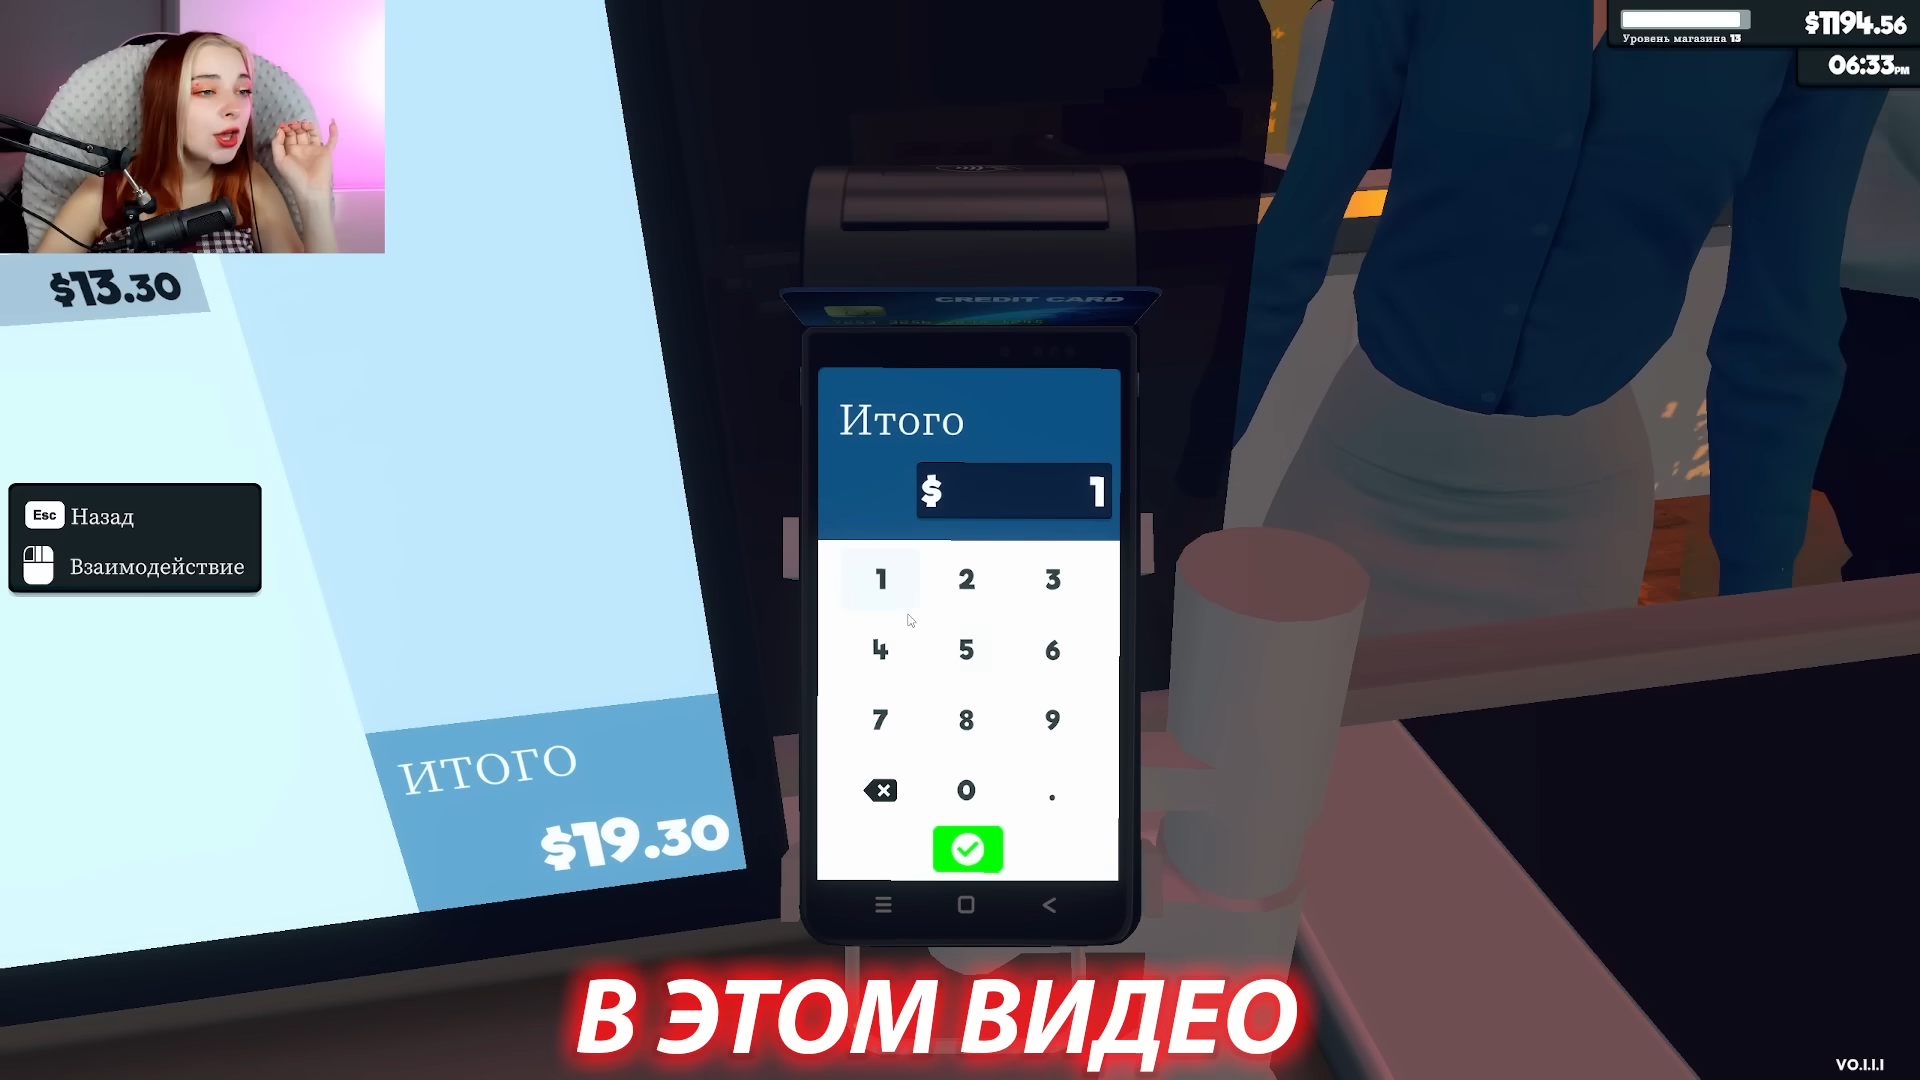 $1194.56
Уровень магазина 13
06:33PM
$13.30
CREDIT CARD
Итого
$ 1
Esc Назад
Взаимодействие
1 2 3
4 5 6
7 8 9
0 .
ИТОГО
$19.30
В ЭТОМ ВИДЕО
V0.1.1.1